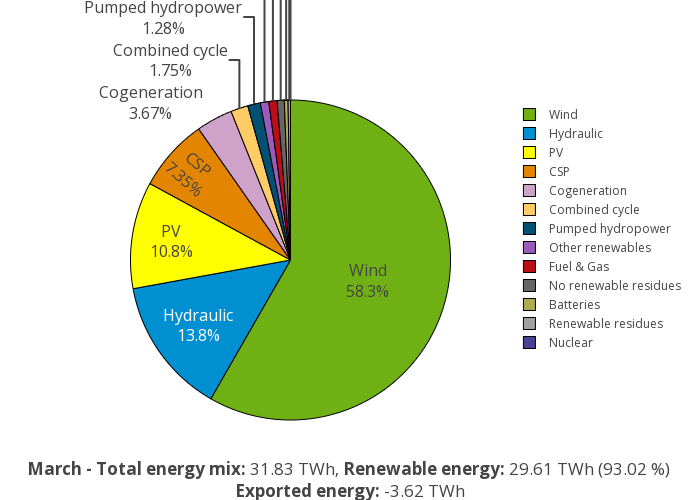 Pumped hydropower
1.28%
Combined cycle
1.75%
Cogeneration
3.67%
CSP
7.35%
PV
10.8%
Hydraulic
13.8%
Wind
58.3%
Wind
Hydraulic
PV
CSP
Cogeneration
Combined cycle
Pumped hydropower
Other renewables
Fuel & Gas
No renewable residues
Batteries
Renewable residues
Nuclear
March - Total energy mix: 31.83 TWh, Renewable energy: 29.61 TWh (93.02 %)
Exported energy: -3.62 TWh